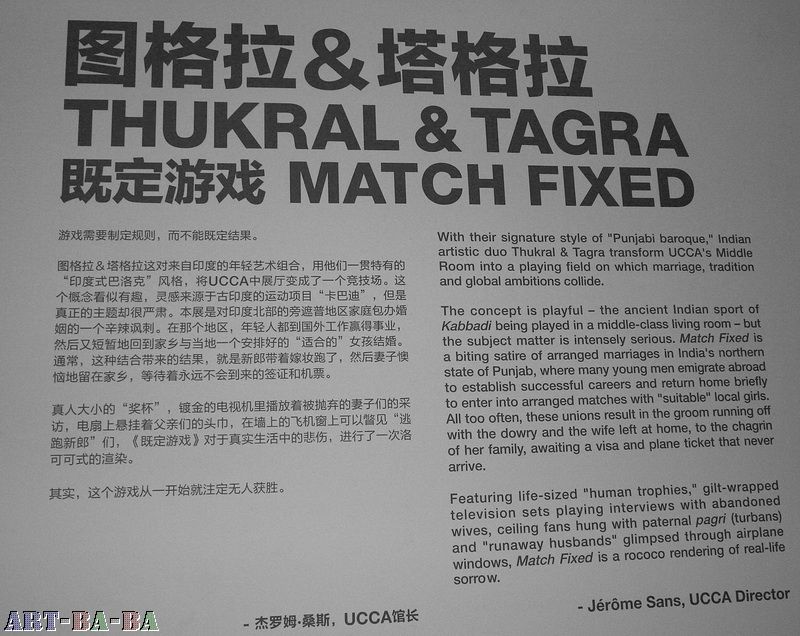 图格拉&塔格拉
THUKRAL & TAGRA
既定游戏 MATCH FIXED
游戏需要制定规则，而不能既定结果。
图格拉&塔格拉这对来自印度的年轻艺术组合，用他们一贯特有的
“印度式巴洛克”风格，将UCCA中展厅变成了一个竞技场。这
个概念看似有趣，灵感来源于古印度的运动项目“卡巴迪”，但是
真正的主题却很严肃。本展是对印度北部的旁遮普地区家庭包办婚
姻的一个辛辣讽刺。在那个地区，年轻人都到国外工作赢得事业，
然后又短暂地回到家乡与当地一个安排好的“适合的”女孩结婚。
通常，这种结合带来的结果，就是新郎带着嫁妆跑了，然后妻子懊
恼地留在家乡，等待着永远不会到来的签证和机票。
真人大小的“奖杯”，镀金的电视机里播放着被抛弃的妻子们的采
访，电扇上悬挂着父亲们的头巾，在墙上的飞机窗上可以瞥见“逃
跑新郎”们，《既定游戏》对于真实生活中的悲伤，进行了一次洛
可可式的渲染。
其实，这个游戏从一开始就注定无人获胜。
- 杰罗姆·桑斯，UCCA馆长
With their signature style of "Punjabi baroque," Indian
artistic duo Thukral & Tagra transform UCCA's Middle
Room into a playing field on which marriage, tradition
and global ambitions collide.
The concept is playful – the ancient Indian sport of
Kabbadi being played in a middle-class living room – but
the subject matter is intensely serious. Match Fixed is
a biting satire of arranged marriages in India's northern
state of Punjab, where many young men emigrate abroad
to establish successful careers and return home briefly
to enter into arranged matches with "suitable" local girls.
All too often, these unions result in the groom running off
with the dowry and the wife left at home, to the chagrin
of her family, awaiting a visa and plane ticket that never
arrive.
Featuring life-sized "human trophies," gilt-wrapped
television sets playing interviews with abandoned
wives, ceiling fans hung with paternal pagri (turbans)
and "runaway husbands" glimpsed through airplane
windows, Match Fixed is a rococo rendering of real-life
sorrow.
- Jérôme Sans, UCCA Director
ART-BA-BA